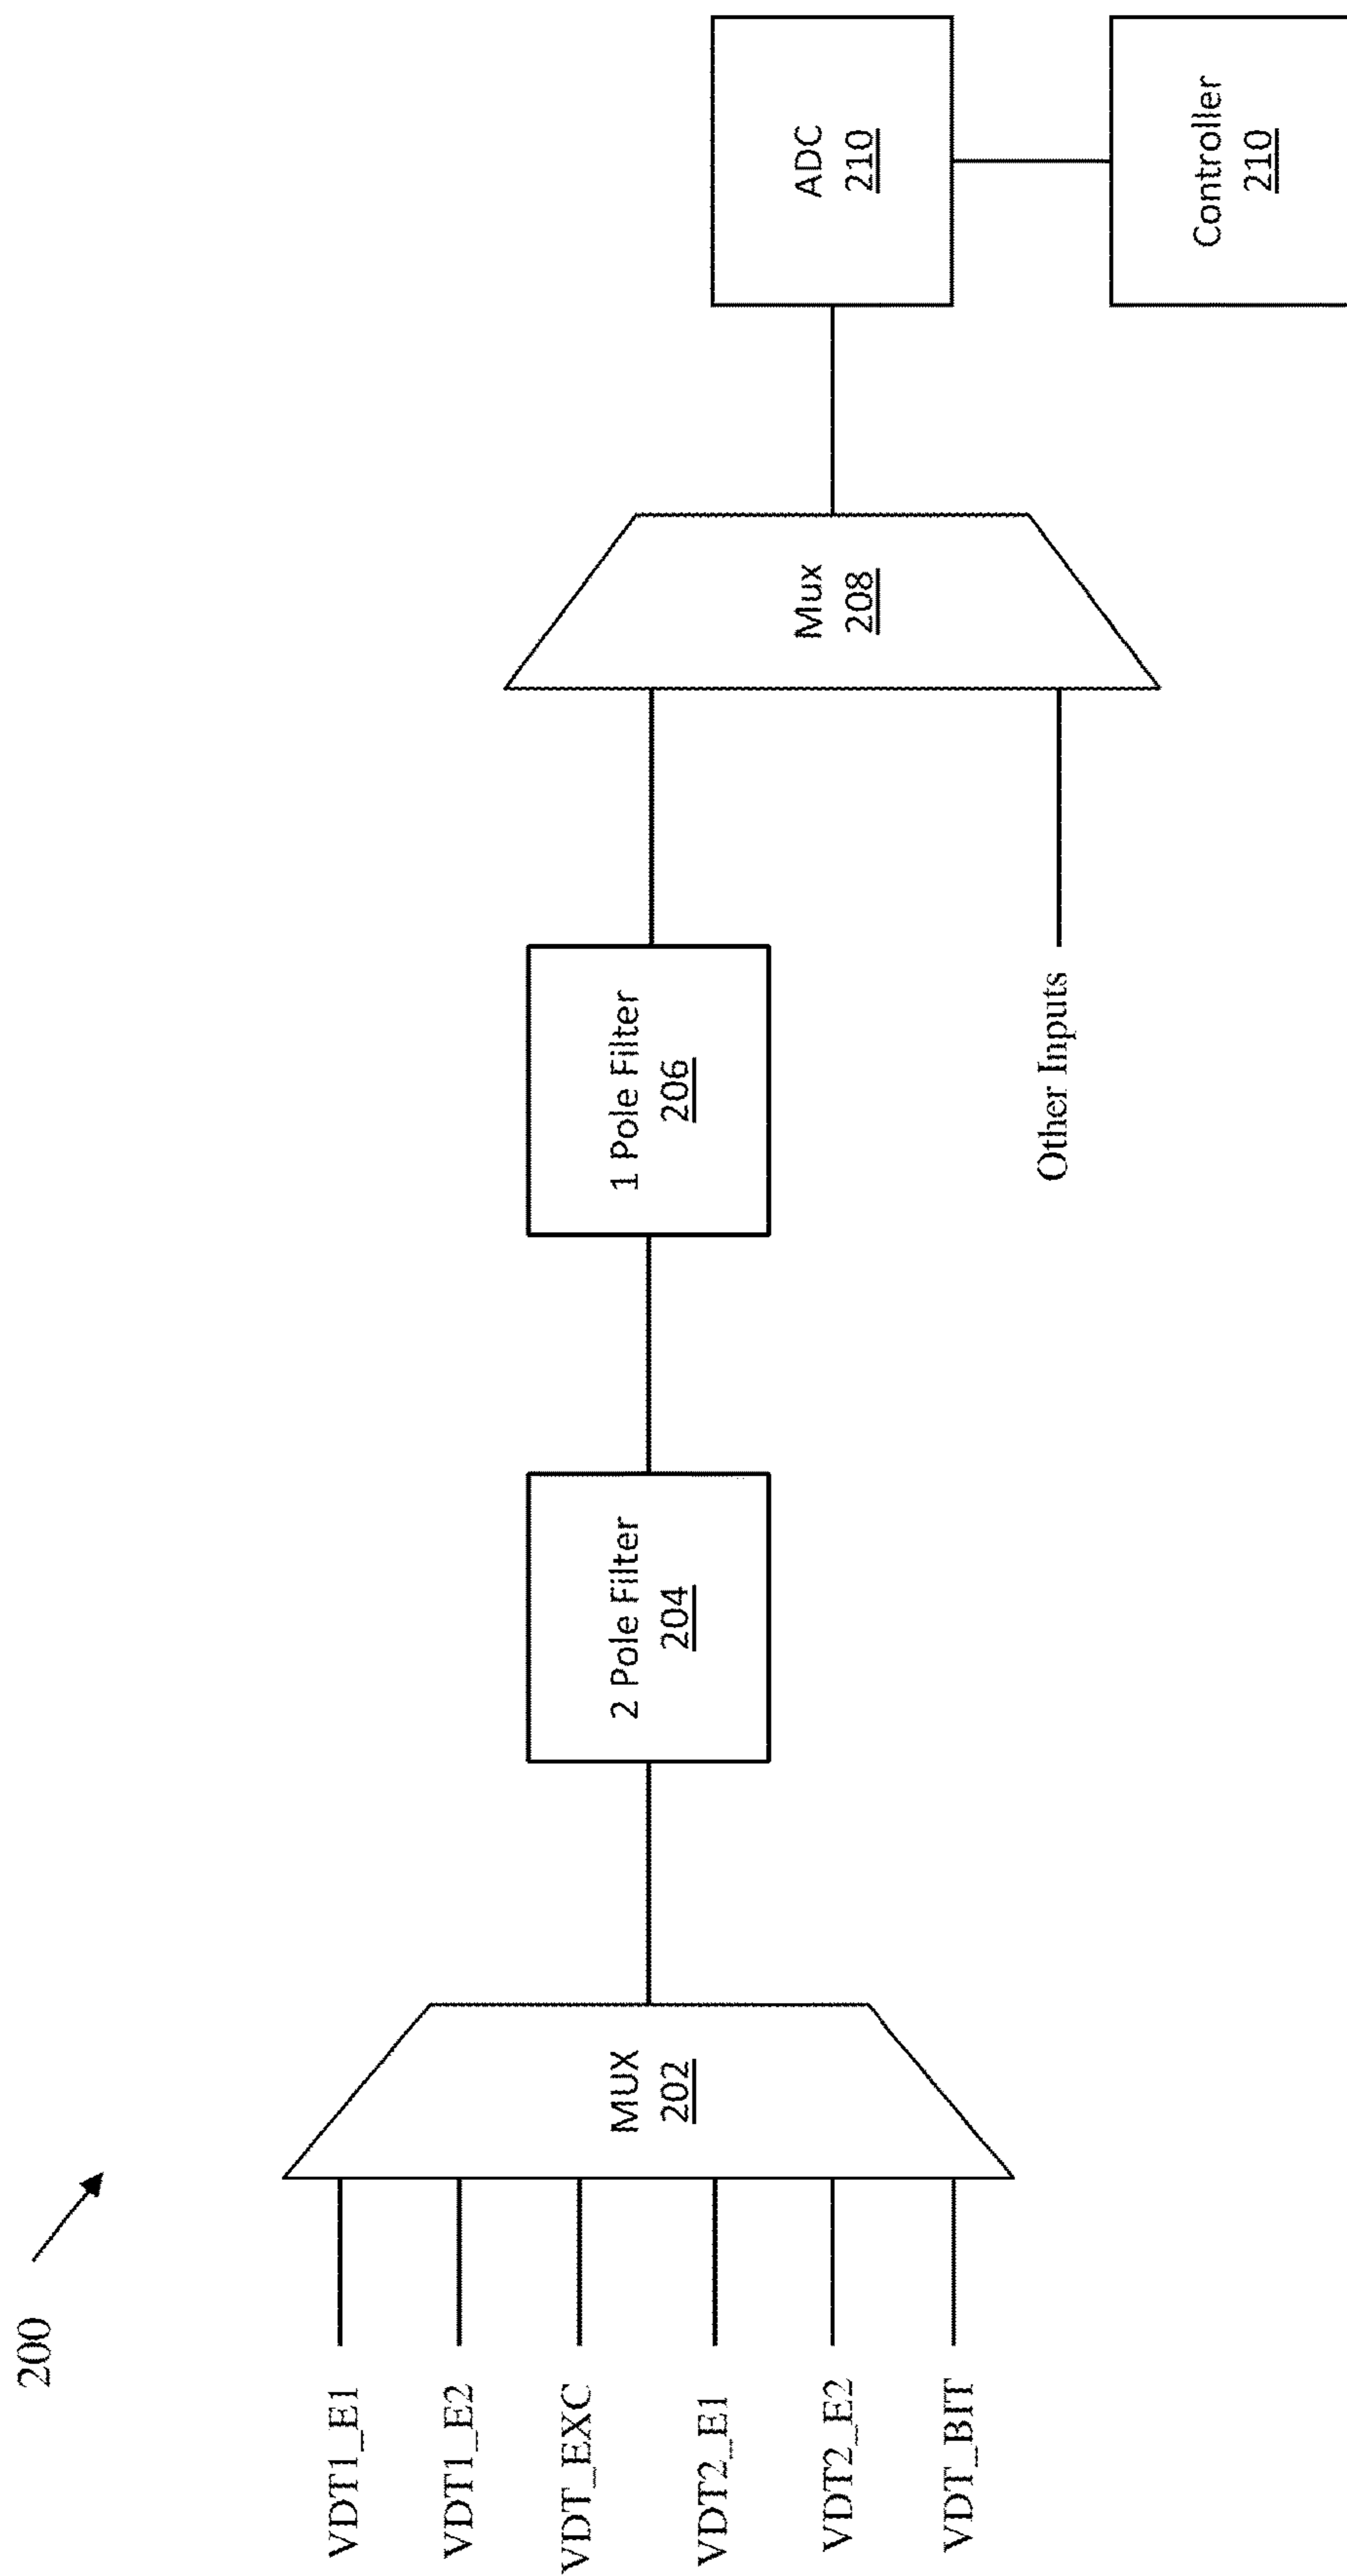 200
VDT1_E1
VDT1_E2
VDT_EXC
VDT2_E1
VDT2_E2
VDT_BIT
MUX
202
2 Pole Filter
204
1 Pole Filter
206
Other Inputs
Mux
208
ADC
210
Controller
210